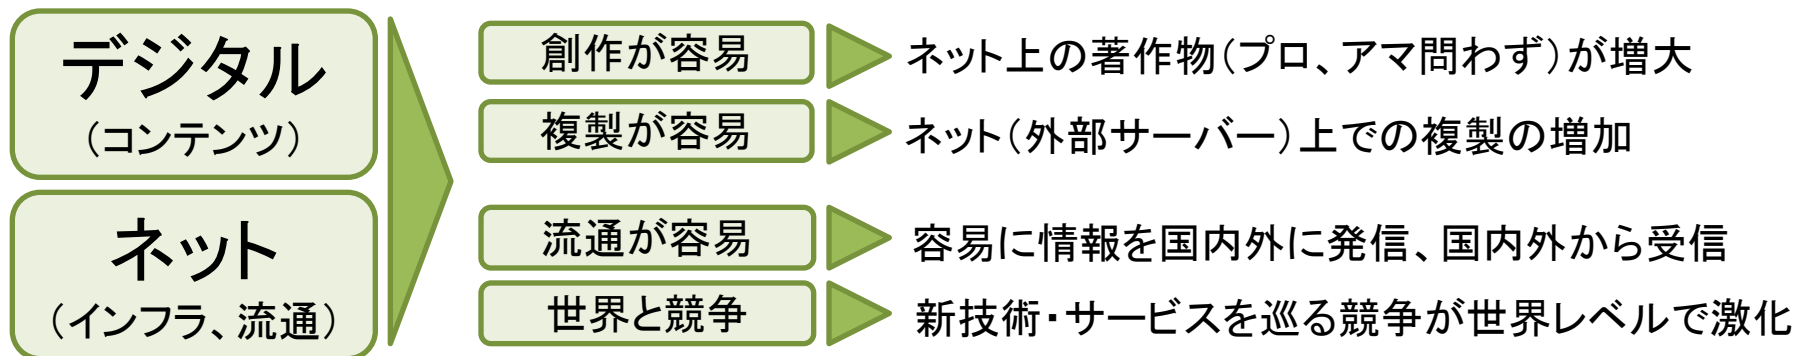 デジタル
(コンテンツ)
ネット
(インフラ、流通)
創作が容易
ネット上の著作物(プロ、アマ問わず)が増大
複製が容易
ネット(外部サーバー)上での複製の増加
流通が容易
容易に情報を国内外に発信、国内外から受信
世界と競争
新技術・サービスを巡る競争が世界レベルで激化